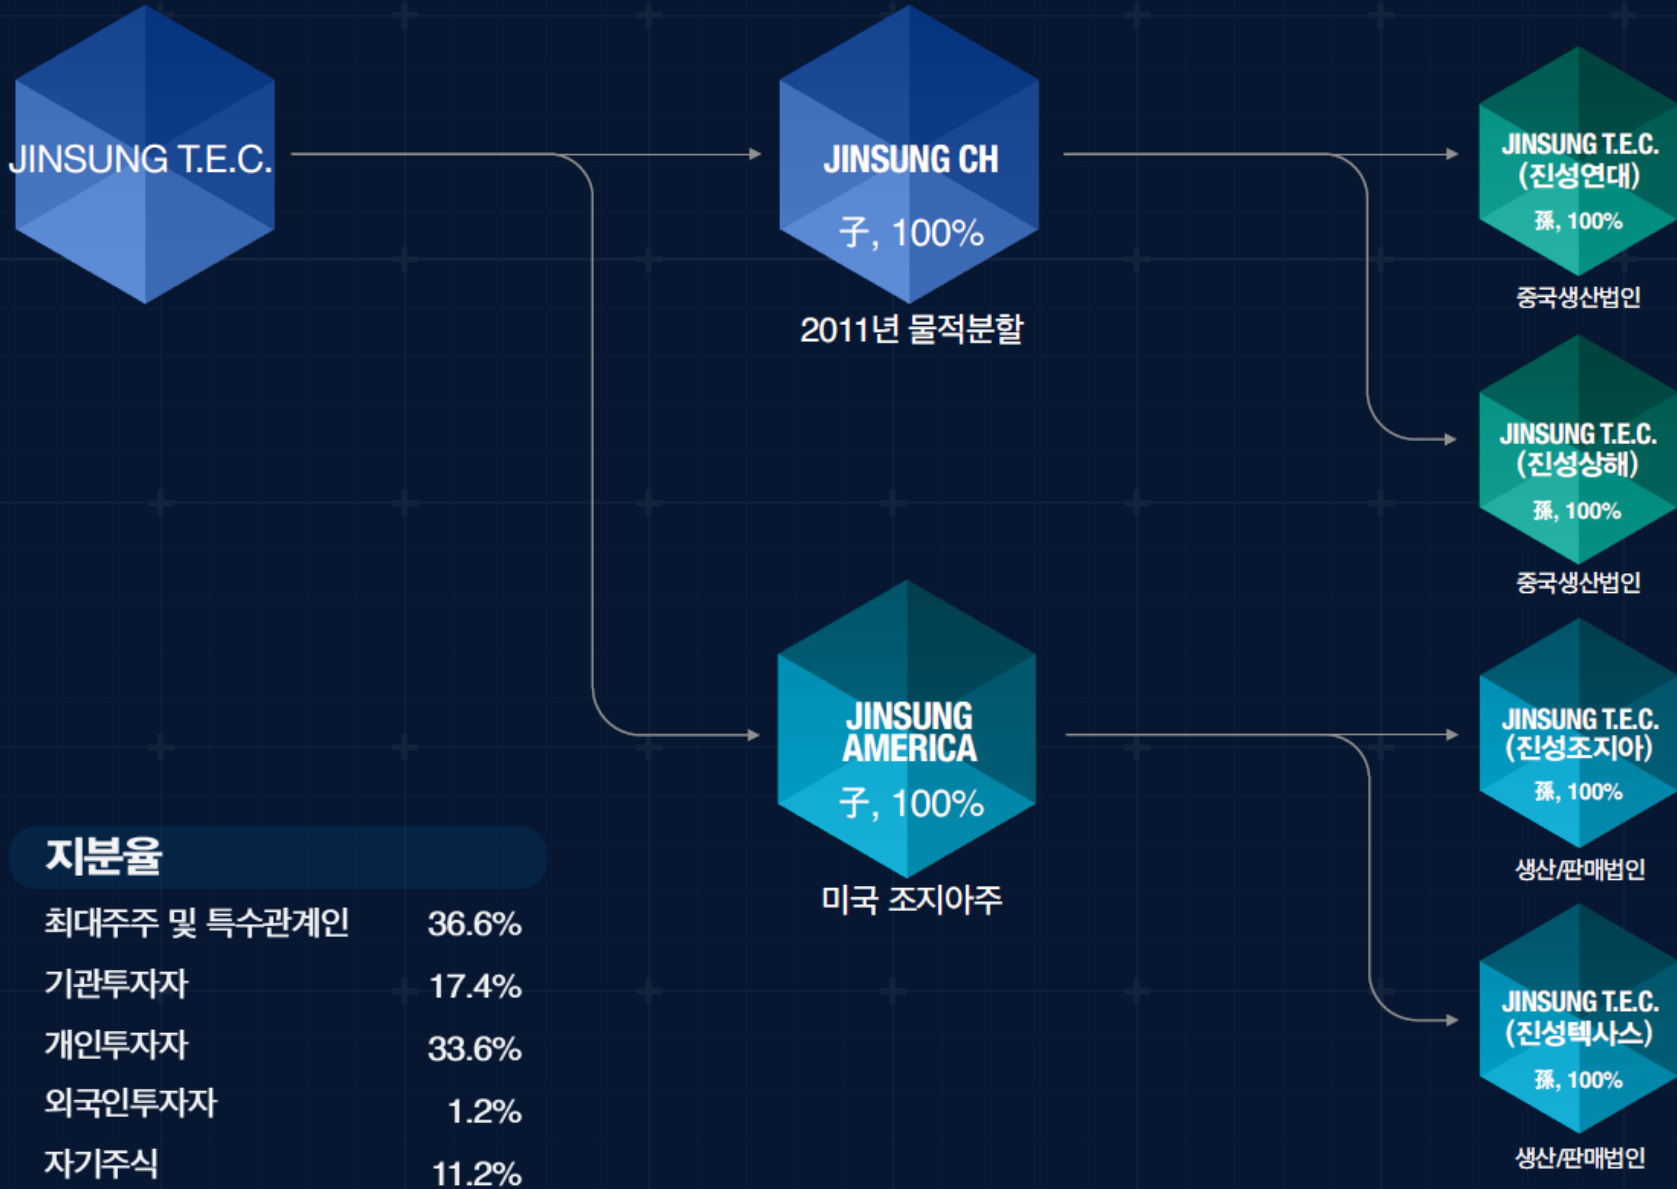 JINSUNG T.E.C.
JINSUNG CH
子, 100%
2011년 물적분할
JINSUNG T.E.C.
(진성연대)
孫, 100%
중국생산법인
JINSUNG T.E.C.
(진성상해)
孫, 100%
중국생산법인
JINSUNG
AMERICA
子, 100%
미국 조지아주
JINSUNG T.E.C.
(진성조지아)
孫, 100%
생산/판매법인
JINSUNG T.E.C.
(진성텍사스)
孫, 100%
생산/판매법인
지분율
최대주주 및 특수관계인 36.6%
기관투자자 17.4%
개인투자자 33.6%
외국인투자자 1.2%
자기주식 11.2%